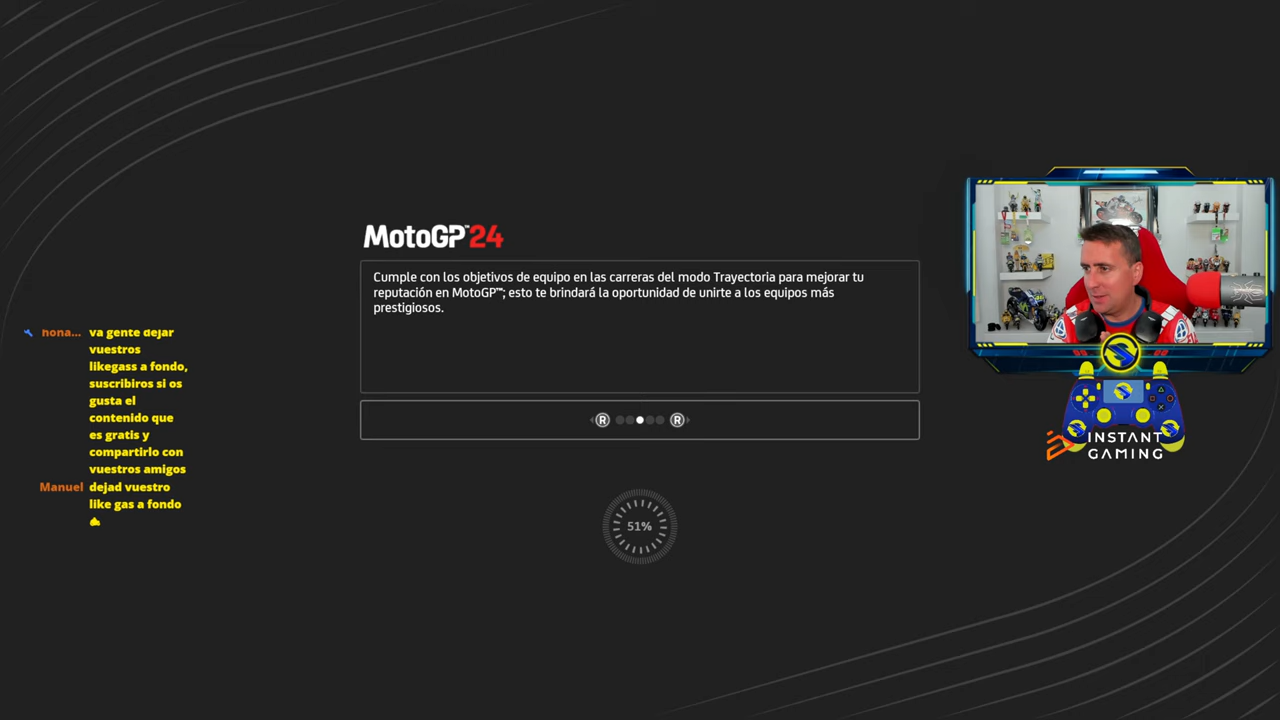 MotoGP™24
Cumple con los objetivos de equipo en las carreras del modo Trayectoria para mejorar tu
reputación en MotoGP™; esto te brindará la oportunidad de unirte a los equipos más
prestigiosos.
R R
51%
hona... va gente dejar
vuestros
likegass a fondo,
suscribiros si os
gusta el
contenido que
es gratis y
compartirlo con
vuestros amigos
Manuel dejad vuestro
like gas a fondo
INSTANT
GAMING